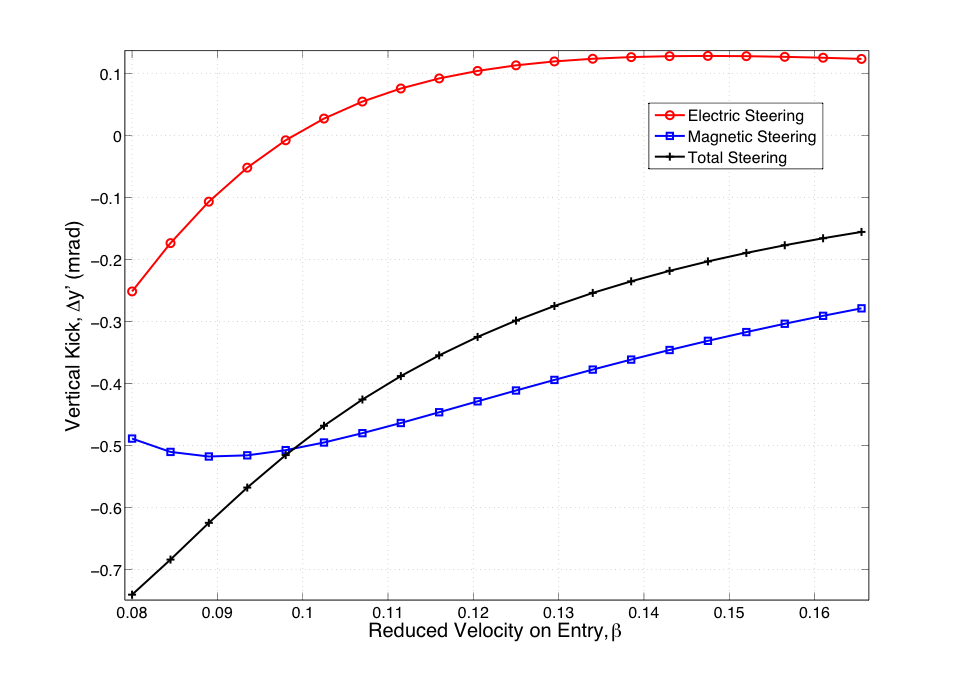 0.1
0
−0.1
−0.2
−0.3
−0.4
−0.5
−0.6
−0.7
Vertical Kick, Δy' (mrad)
Electric Steering
Magnetic Steering
Total Steering
0.08 0.09 0.1 0.11 0.12 0.13 0.14 0.15 0.16
Reduced Velocity on Entry, β